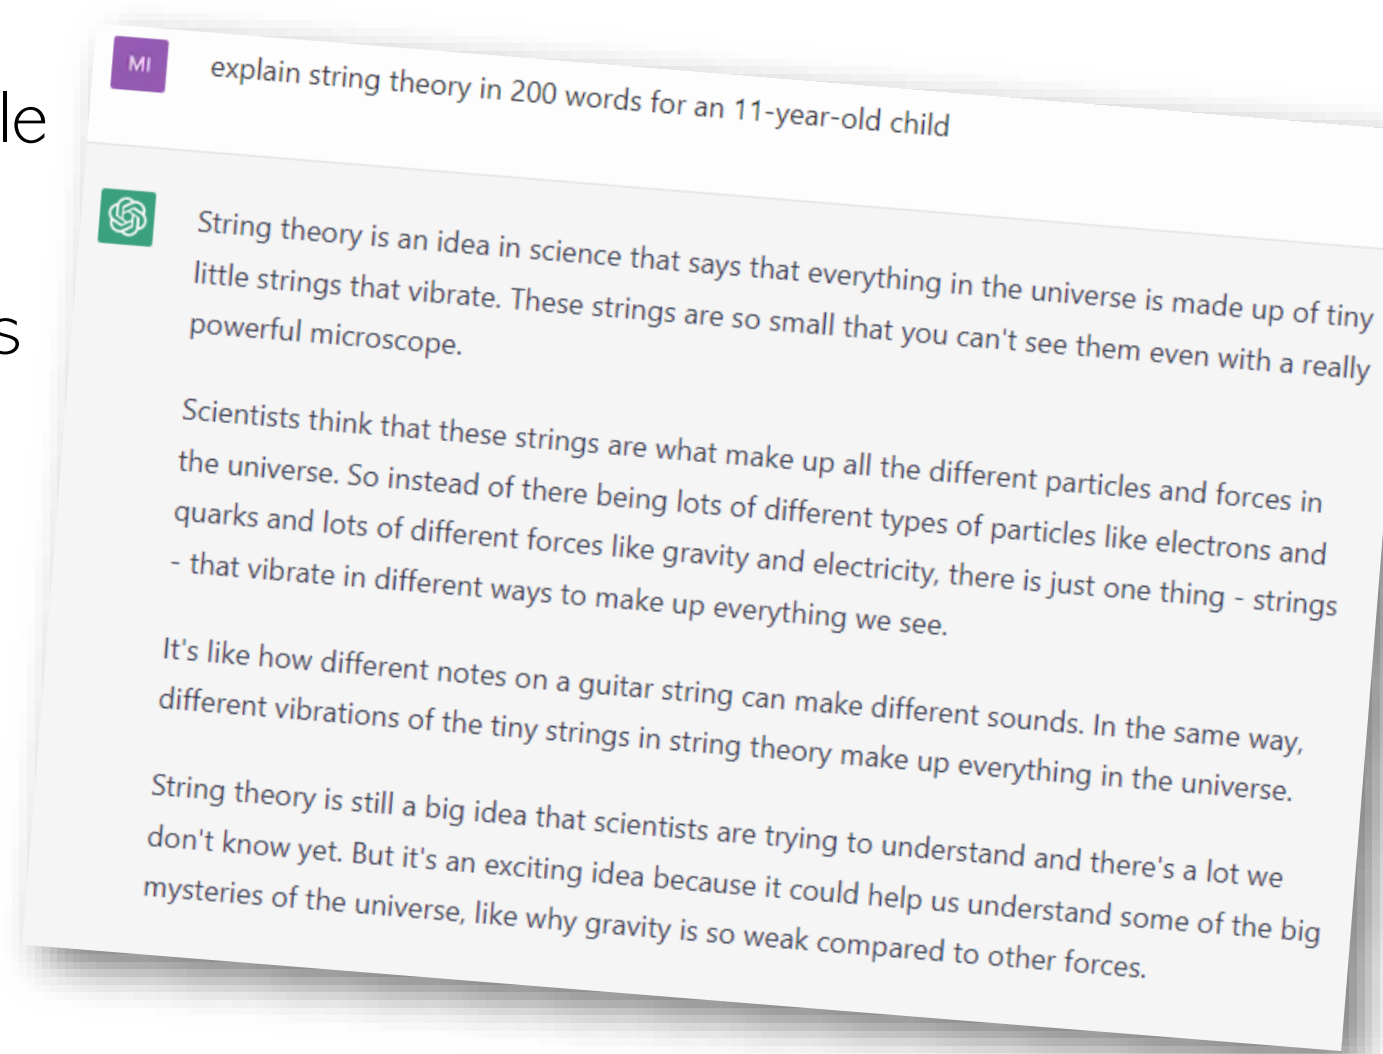 le
s
MI
explain string theory in 200 words for an 11-year-old child
String theory is an idea in science that says that everything in the universe is made up of tiny
little strings that vibrate. These strings are so small that you can't see them even with a really
powerful microscope.
Scientists think that these strings are what make up all the different particles and forces in
the universe. So instead of there being lots of different types of particles like electrons and
quarks and lots of different forces like gravity and electricity, there is just one thing - strings
- that vibrate in different ways to make up everything we see.
It's like how different notes on a guitar string can make different sounds. In the same way,
different vibrations of the tiny strings in string theory make up everything in the universe.
String theory is still a big idea that scientists are trying to understand and there's a lot we
don't know yet. But it's an exciting idea because it could help us understand some of the big
mysteries of the universe, like why gravity is so weak compared to other forces.